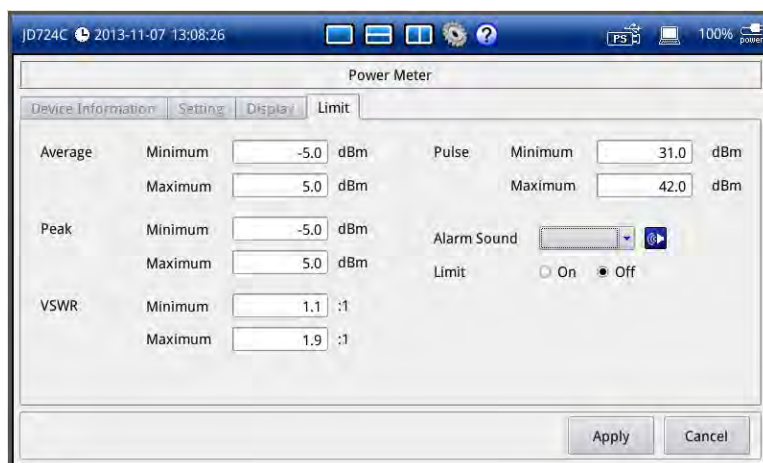 JD724C 2013-11-07 13:08:26 ? PS 100% power
Power Meter
Device Information Setting Display Limit
Average Minimum -5.0 dBm Pulse Minimum 31.0 dBm
Maximum 5.0 dBm Maximum 42.0 dBm
Peak Minimum -5.0 dBm Alarm Sound
Maximum 5.0 dBm Limit On Off
VSWR Minimum 1.1 :1
Maximum 1.9 :1
Apply Cancel